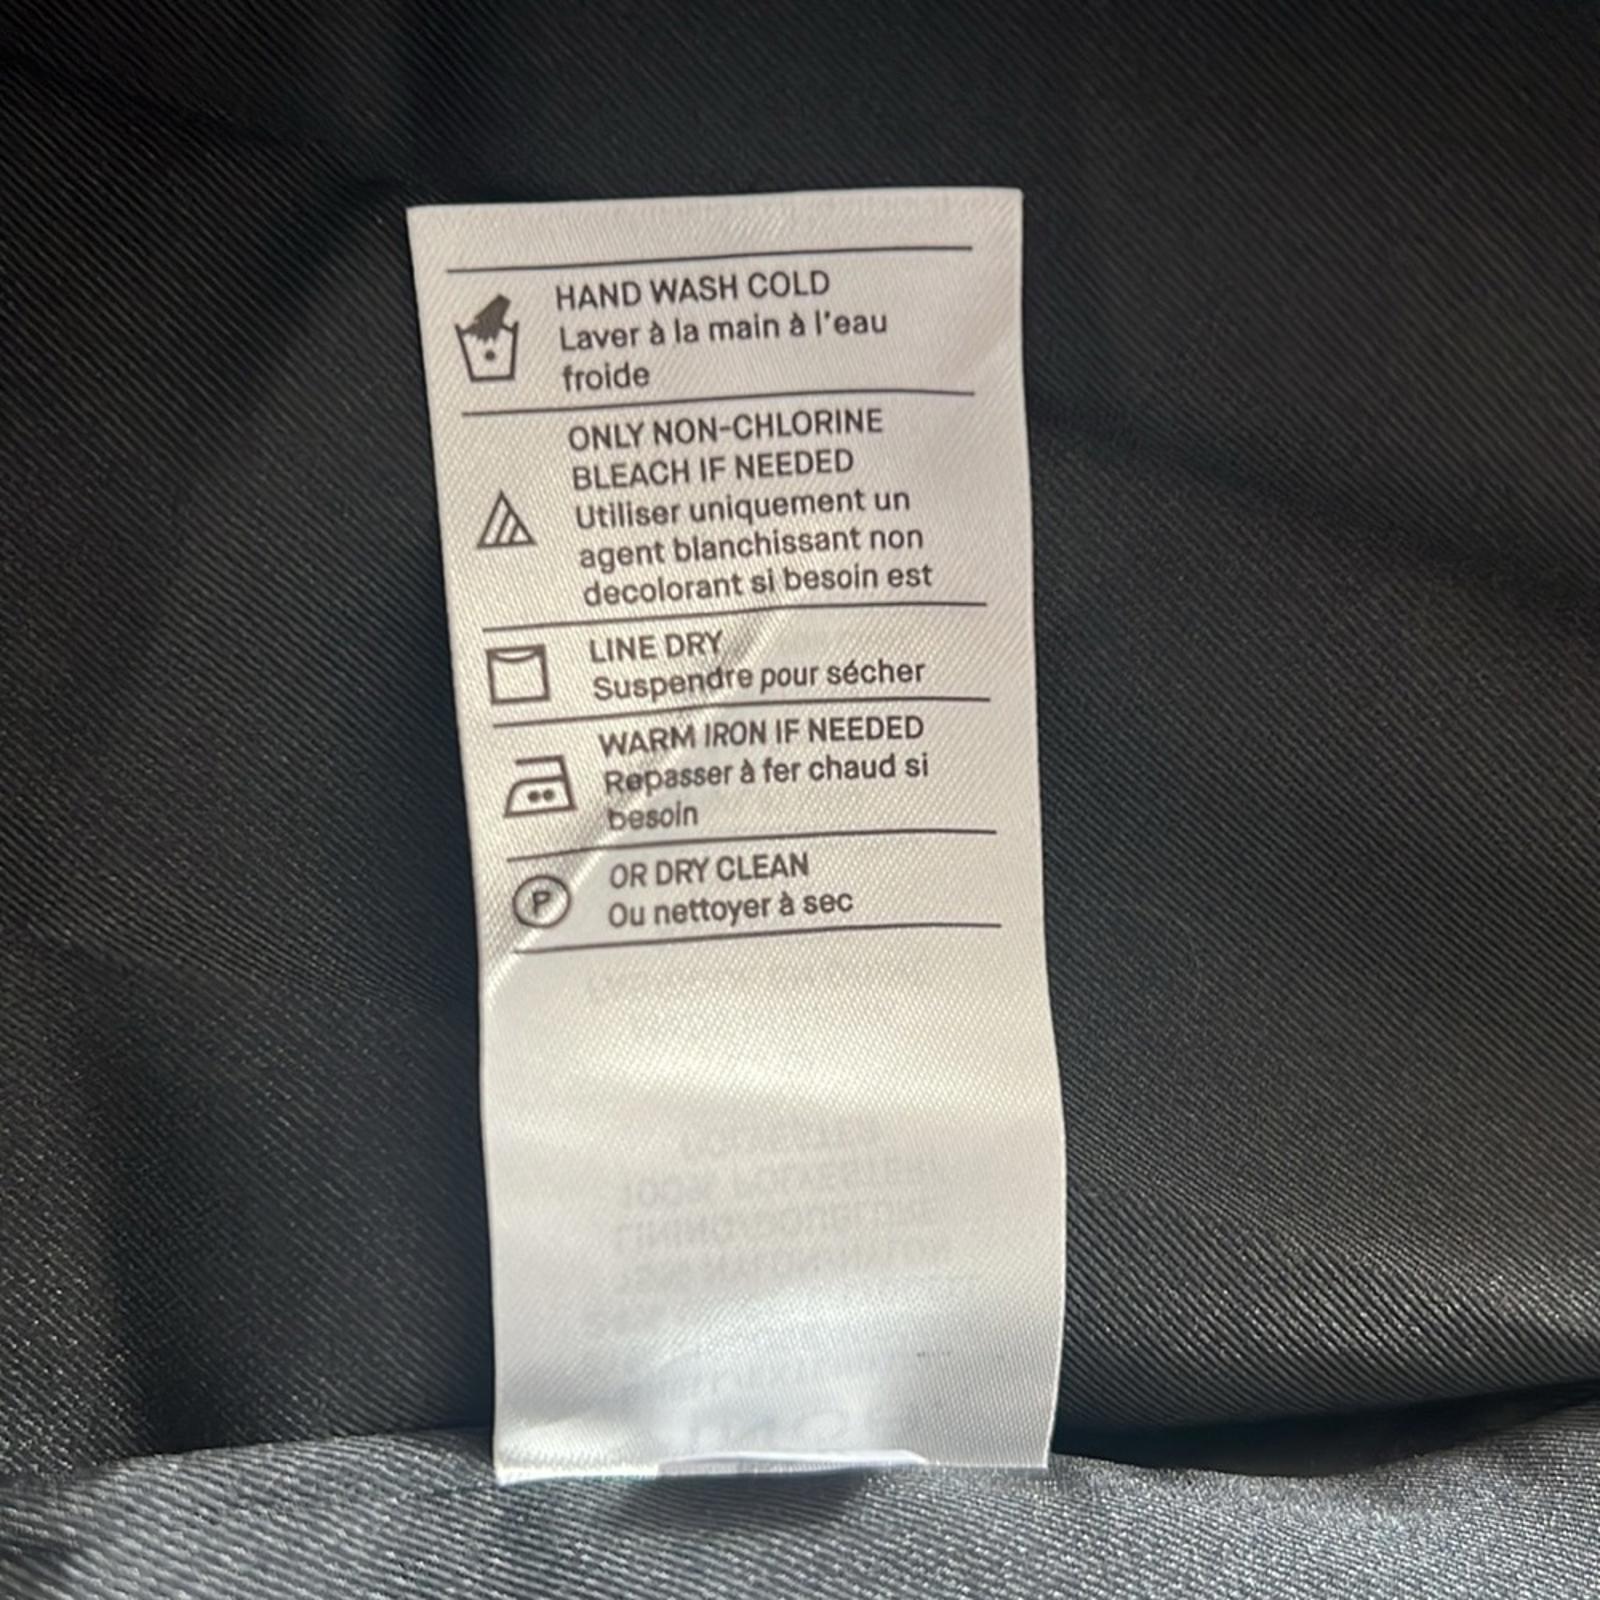 HAND WASH COLD
Laver à la main à l'eau
froide
ONLY NON-CHLORINE
BLEACH IF NEEDED
Utiliser uniquement un
agent blanchissant non
decolorant si besoin est
LINE DRY
Suspendre pour sécher
WARM IRON IF NEEDED
Repasser à fer chaud si
besoin
P
OR DRY CLEAN
Ou nettoyer à sec